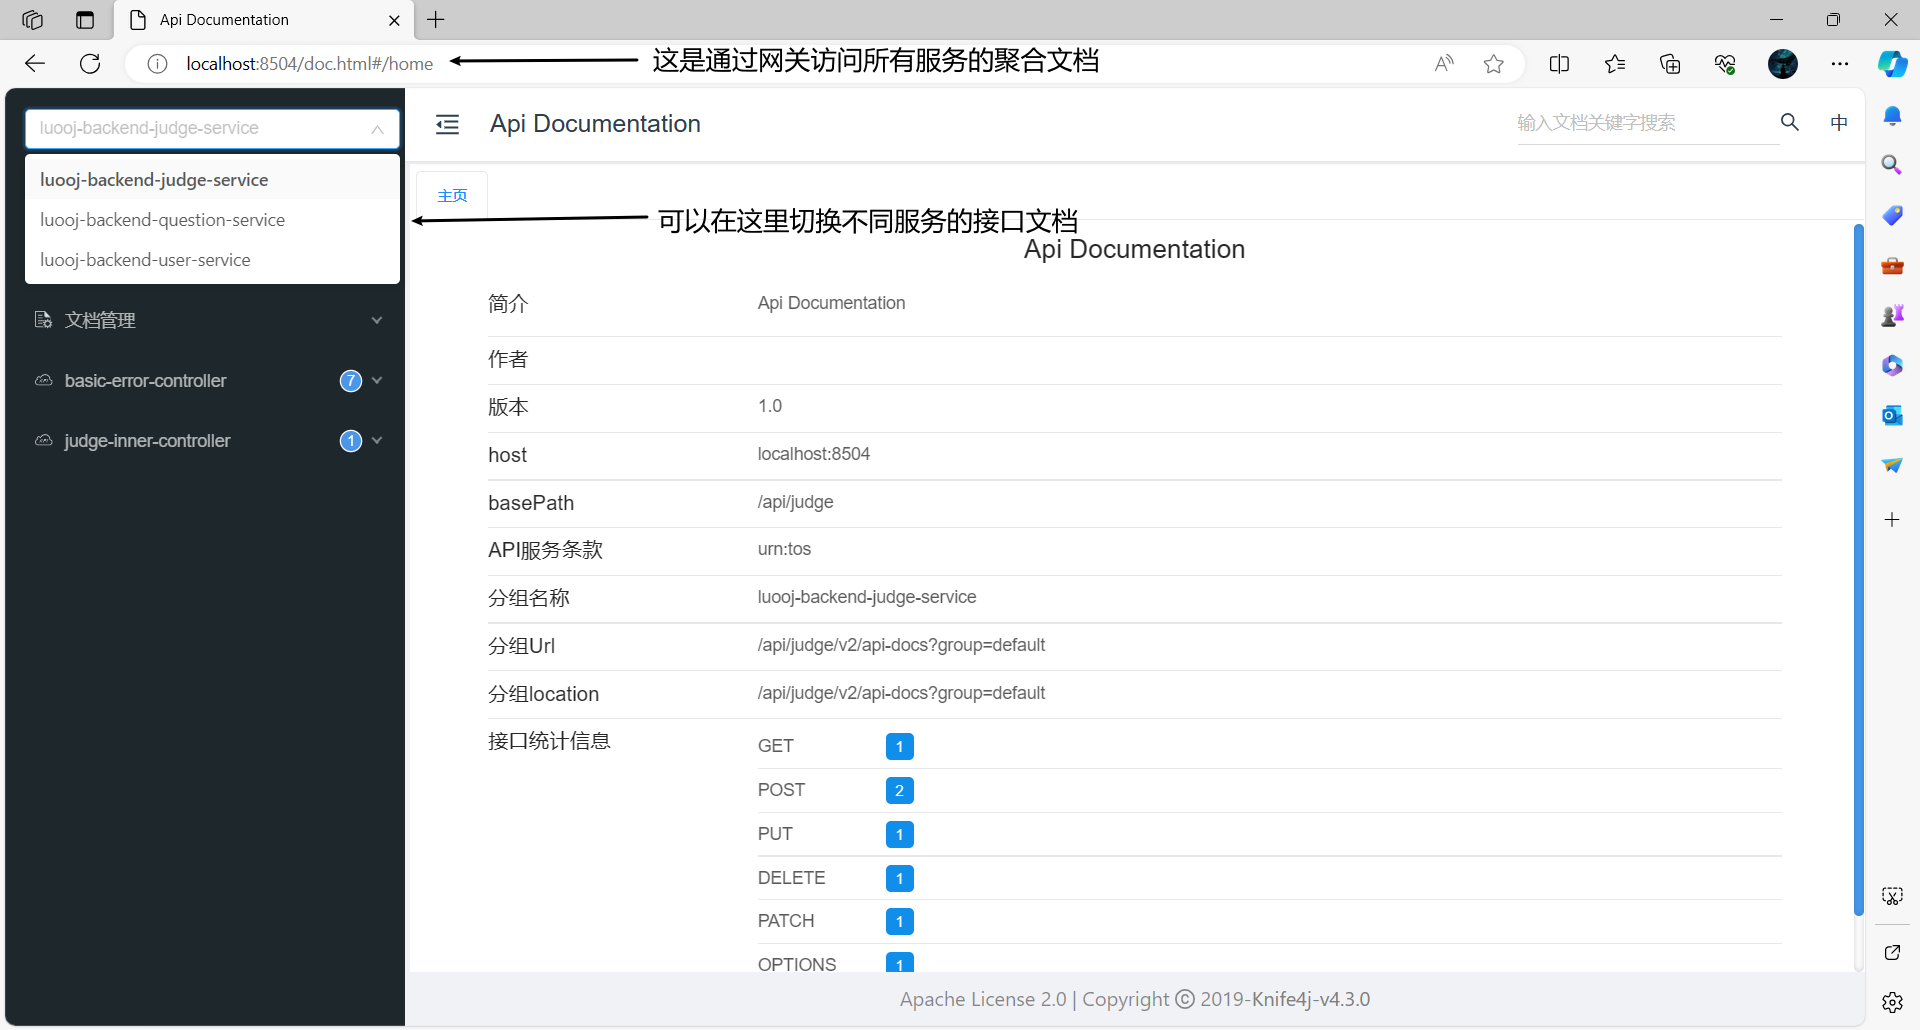 Api Documentation
localhost:8504/doc.html#/home
这是通过网关访问所有服务的聚合文档
luooj-backend-judge-service
luooj-backend-judge-service
luooj-backend-question-service
luooj-backend-user-service
文档管理
basic-error-controller 7
judge-inner-controller 1
Api Documentation
输入文档关键字搜索
中
主页
可以在这里切换不同服务的接口文档
Api Documentation
简介 Api Documentation
作者
版本 1.0
host localhost:8504
basePath /api/judge
API服务条款 urn:tos
分组名称 luooj-backend-judge-service
分组Url /api/judge/v2/api-docs?group=default
分组location /api/judge/v2/api-docs?group=default
接口统计信息
GET 1
POST 2
PUT 1
DELETE 1
PATCH 1
OPTIONS 1
Apache License 2.0 | Copyright © 2019-Knife4j-v4.3.0